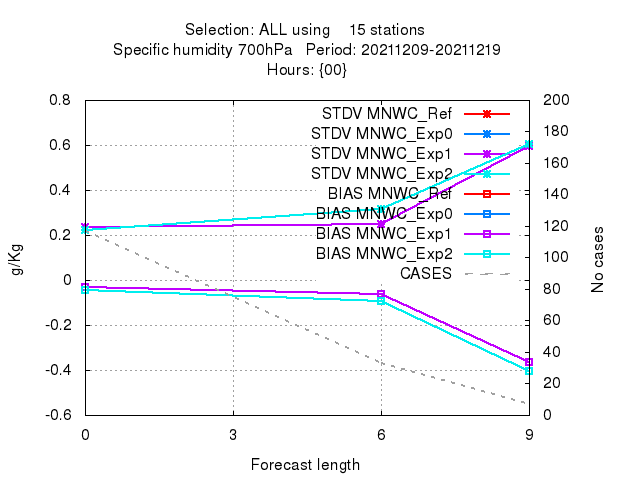 Selection: ALL using    15 stations
Specific humidity 700hPa   Period: 20211209-20211219
Hours: {00}
STDV MNWC_Ref
STDV MNWC_Exp0
STDV MNWC_Exp1
STDV MNWC_Exp2
BIAS MNWC_Ref
BIAS MNWC_Exp0
BIAS MNWC_Exp1
BIAS MNWC_Exp2
CASES
g/Kg
0.8
0.6
0.4
0.2
0
-0.2
-0.4
-0.6
No cases
200
180
160
140
120
100
80
60
40
20
0
0 3 6 9
Forecast length